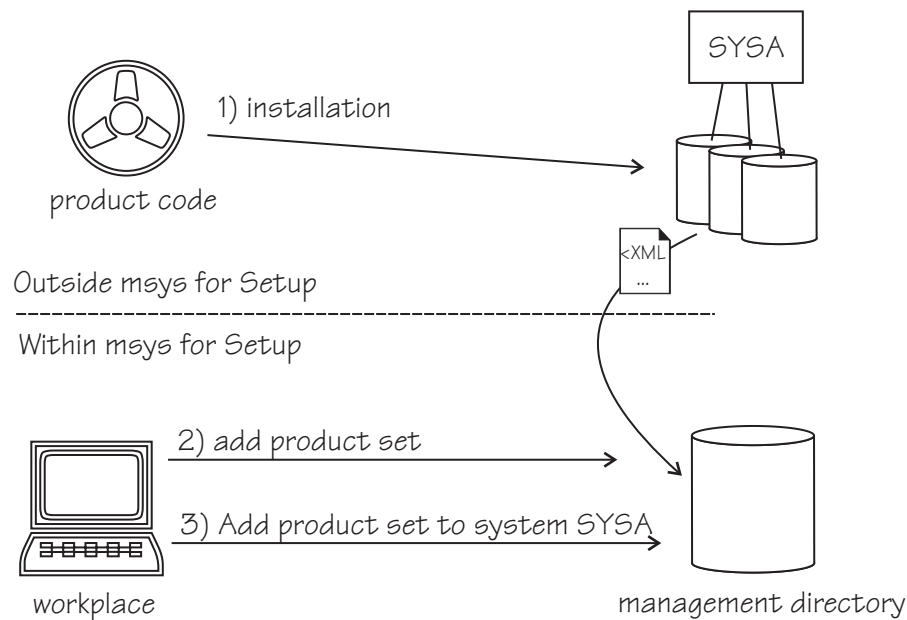 SYSA
1) installation
product code
<XML
...
Outside msys for Setup
Within msys for Setup
2) add product set
3) Add product set to system SYSA
workplace
management directory